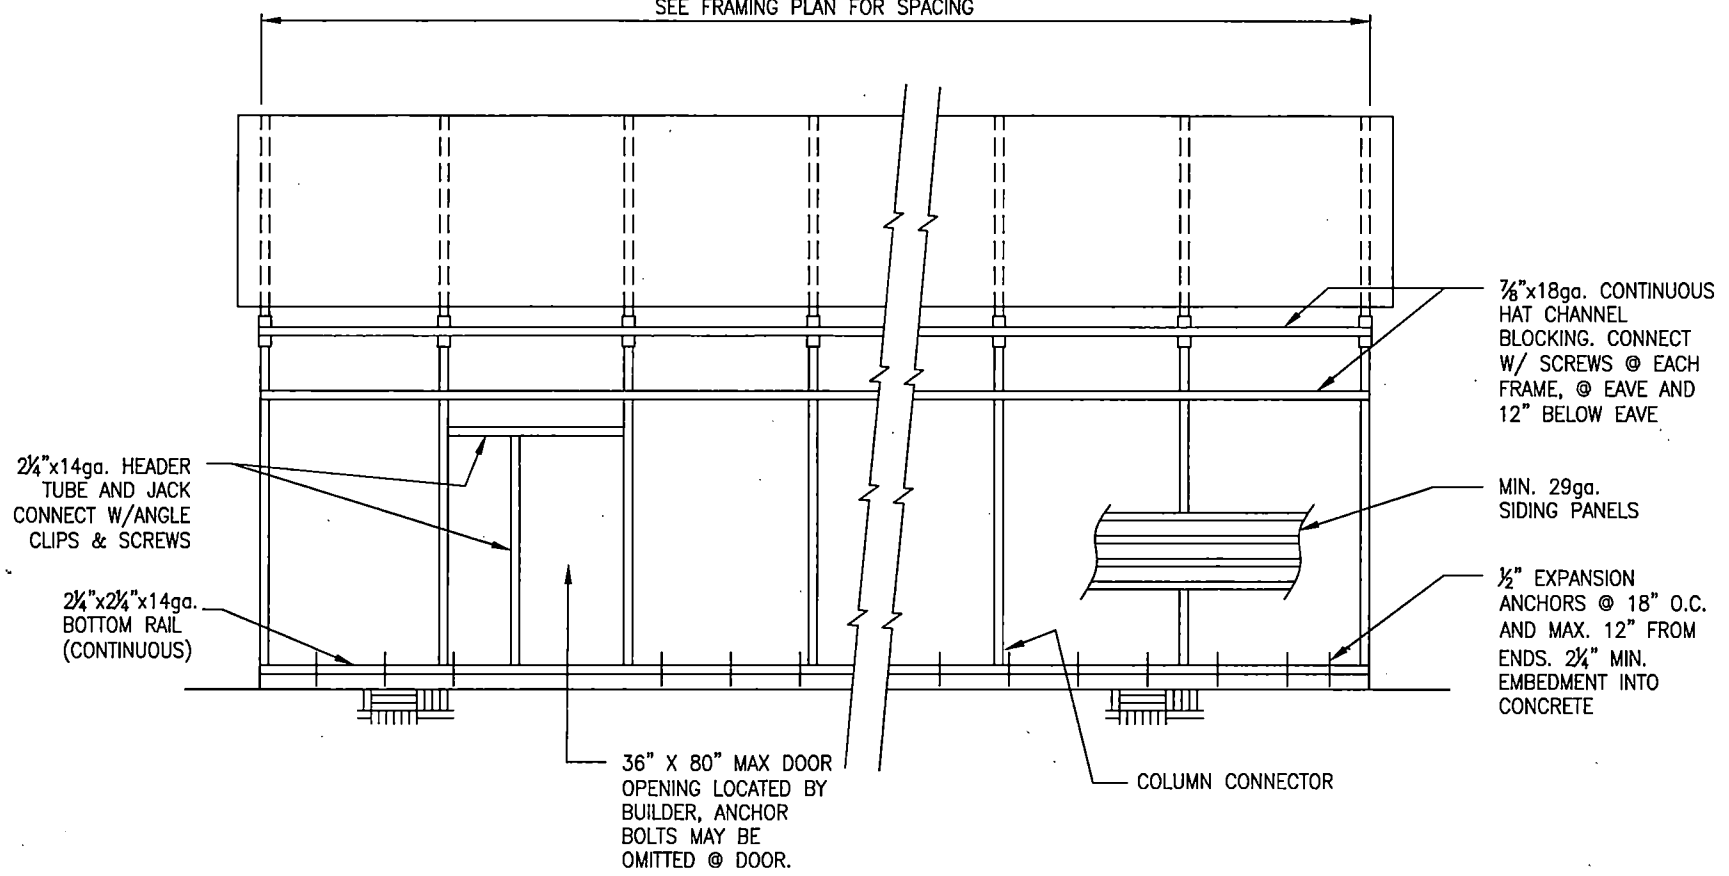 SEE FRAMING PLAN FOR SPACING
⅞"x18ga. CONTINUOUS
HAT CHANNEL
BLOCKING. CONNECT
W/ SCREWS @ EACH
FRAME, @ EAVE AND
12" BELOW EAVE
2¼"x14ga. HEADER
TUBE AND JACK
CONNECT W/ANGLE
CLIPS & SCREWS
MIN. 29ga.
SIDING PANELS
2¼"x2¼"x14ga.
BOTTOM RAIL
(CONTINUOUS)
½" EXPANSION
ANCHORS @ 18" O.C.
AND MAX. 12" FROM
ENDS. 2¼" MIN.
EMBEDMENT INTO
CONCRETE
36" X 80" MAX DOOR
OPENING LOCATED BY
BUILDER, ANCHOR
BOLTS MAY BE
OMITTED @ DOOR.
COLUMN CONNECTOR